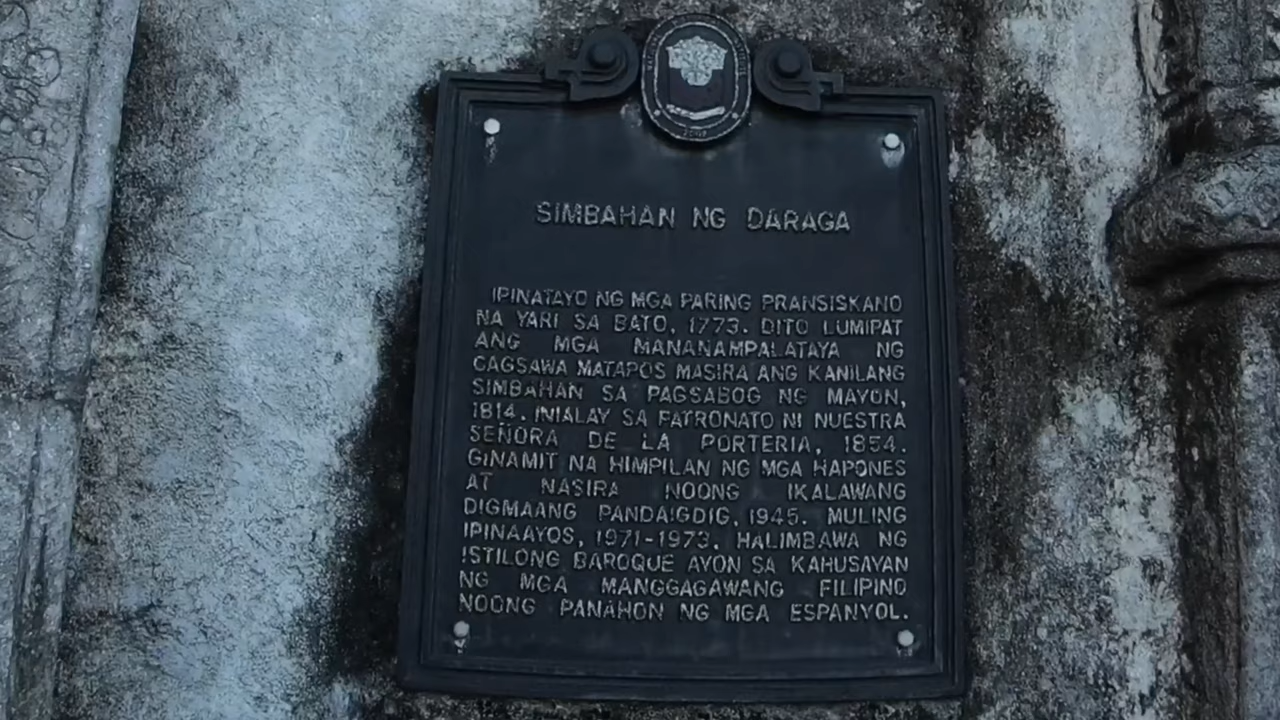 2007
SIMBAHAN NG DARAGA
IPINATAYO NG MGA PARING PRANSISKANO
NA YARI SA BATO, 1773. DITO LUMIPAT
ANG MGA MANANAMPALATAYA NG
CAGSAWA MATAPOS MASIRA ANG KANILANG
SIMBAHAN SA PAGSABOG NG MAYON,
1814. INIALAY SA PATRONATO NI NUESTRA
SEÑORA DE LA PORTERIA, 1854.
GINAMIT NA HIMPILAN NG MGA HAPONES
AT NASIRA NOONG IKALAWANG
DIGMAANG PANDAIGDIG, 1945. MULING
IPINAAYOS, 1971-1973. HALIMBAWA NG
ISTILONG BAROQUE AYON SA KAHUSAYAN
NG MGA MANGGAGAWANG FILIPINO
NOONG PANAHON NG MGA ESPANYOL.